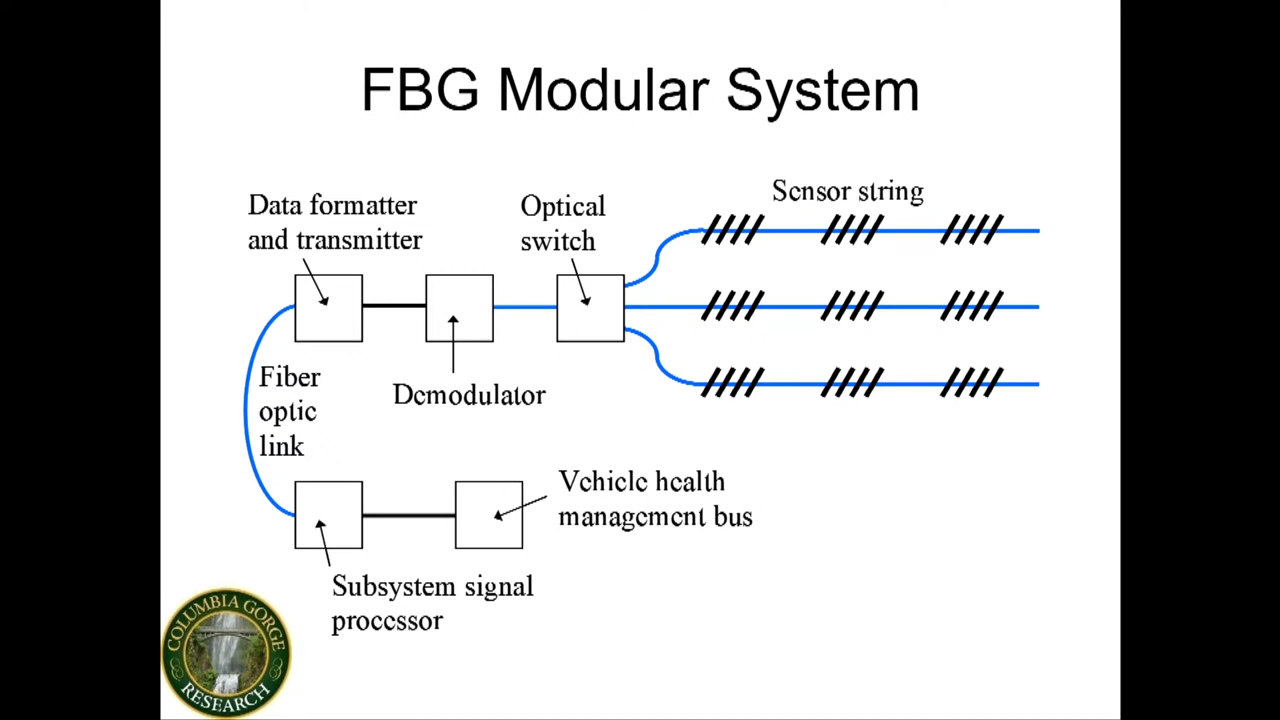 FBG Modular System
Data formatter
and transmitter
Optical
switch
Sensor string
Fiber
optic
link
Demodulator
Vehicle health
management bus
Subsystem signal
processor
COLUMBIA GORGE
RESEARCH